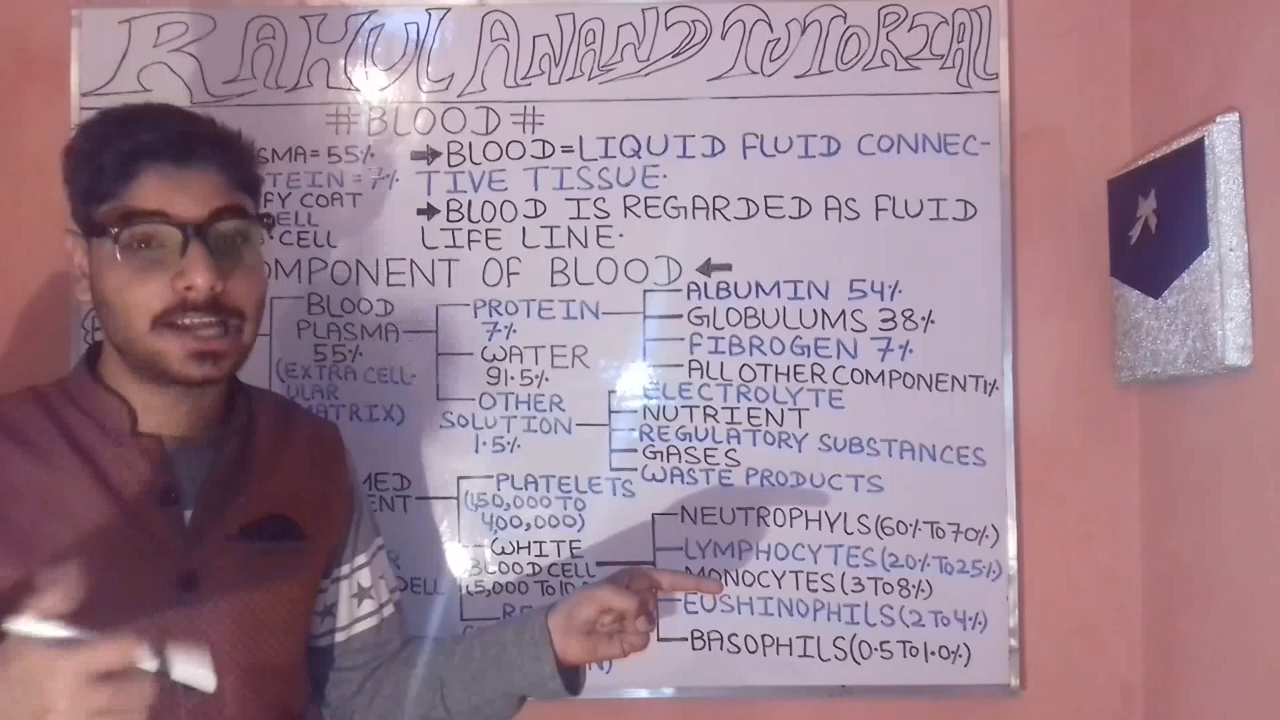 RAHUL ANAND TUTORIAL
#BLOOD#
SMA=55%
TEIN=7%
FY COAT
ELL
CELL
➡BLOOD=LIQUID FLUID CONNEC-
TIVE TISSUE.
➡BLOOD IS REGARDED AS FLUID
LIFE LINE.
OMPONENT OF BLOOD ⬅
BLOOD
PLASMA
55%
(EXTRA CELL-
ULAR
MATRIX)
PROTEIN
7%
WATER
91.5%
OTHER
SOLUTION
1.5%
ALBUMIN 54%
GLOBULUMS 38%
FIBROGEN 7%
ALL OTHER COMPONENT 1%
ELECTROLYTE
NUTRIENT
REGULATORY SUBSTANCES
GASES
WASTE PRODUCTS
MED
ENT
PLATELETS
(150,000 TO
400,000)
WHITE
BLOOD CELL
(5,000 TO 10
NEUTROPHYLS(60% TO 70%)
LYMPHOCYTES(20% TO 25%)
MONOCYTES(3 TO 8%)
EUSHINOPHILS(2 TO 4%)
BASOPHILS(0.5 TO 1.0%)